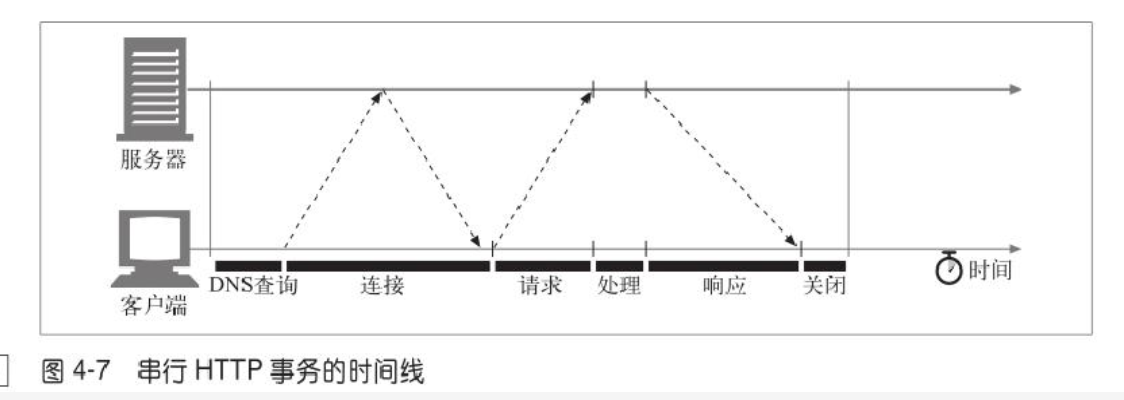 服务器
客户端
DNS查询 连接 请求 处理 响应 关闭 时间
图 4-7 串行 HTTP 事务的时间线